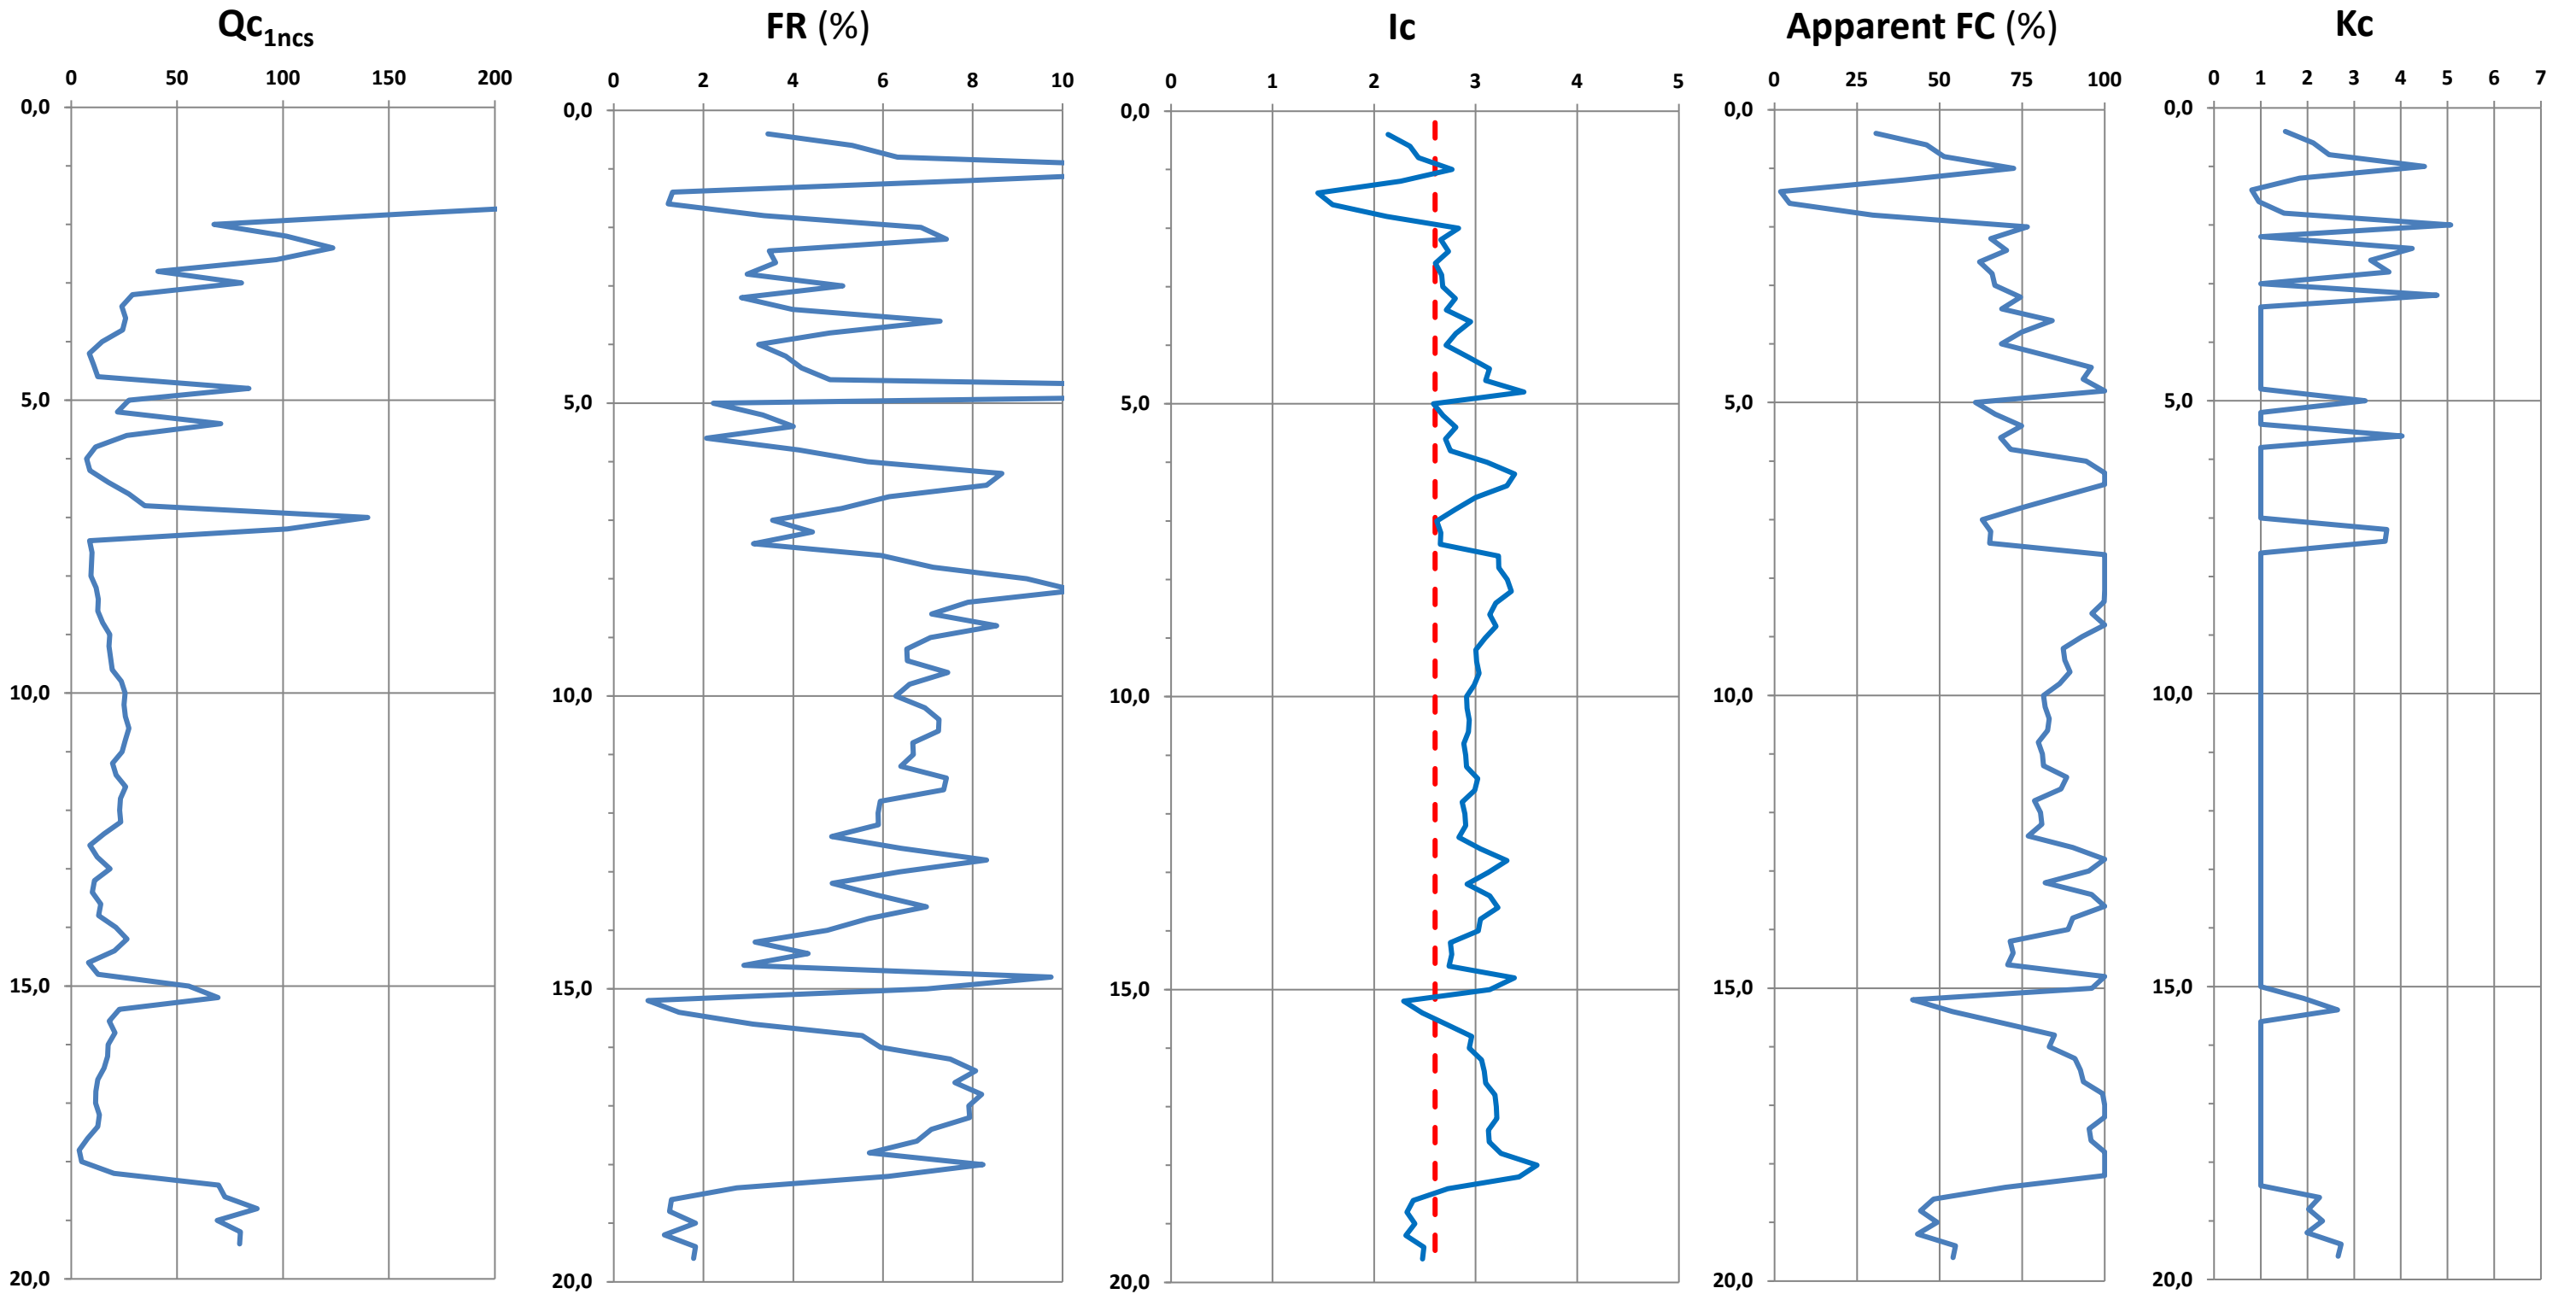 Qc1ncs
FR (%)
Ic
Apparent FC (%)
Kc
0 50 100 150 200
0 2 4 6 8 10
0 1 2 3 4 5
0 25 50 75 100
0 1 2 3 4 5 6 7
0,0 0,0 0,0 0,0 0,0
5,0 5,0 5,0 5,0 5,0
10,0 10,0 10,0 10,0 10,0
15,0 15,0 15,0 15,0 15,0
20,0 20,0 20,0 20,0 20,0